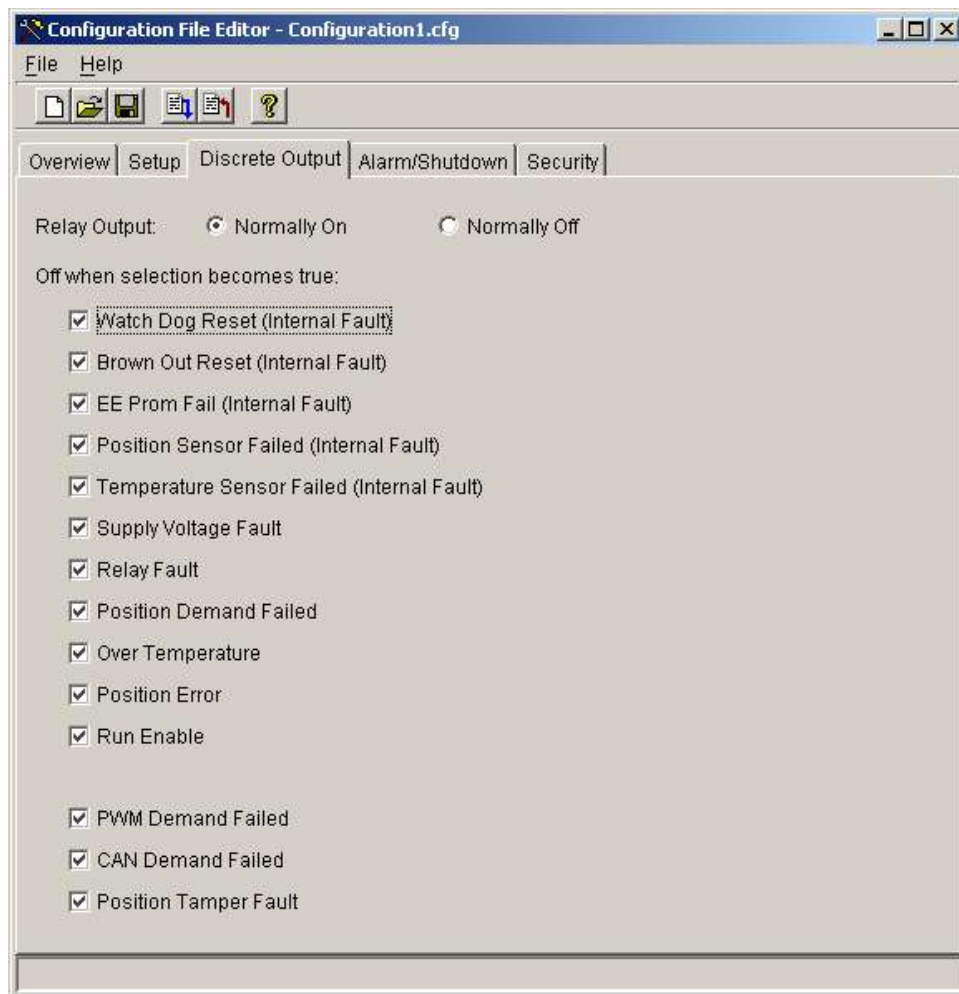 Configuration File Editor - Configuration1.cfg
File Help
Overview Setup Discrete Output Alarm/Shutdown Security
Relay Output: Normally On Normally Off
Off when selection becomes true:
Watch Dog Reset (Internal Fault)
Brown Out Reset (Internal Fault)
EE Prom Fail (Internal Fault)
Position Sensor Failed (Internal Fault)
Temperature Sensor Failed (Internal Fault)
Supply Voltage Fault
Relay Fault
Position Demand Failed
Over Temperature
Position Error
Run Enable
PWM Demand Failed
CAN Demand Failed
Position Tamper Fault